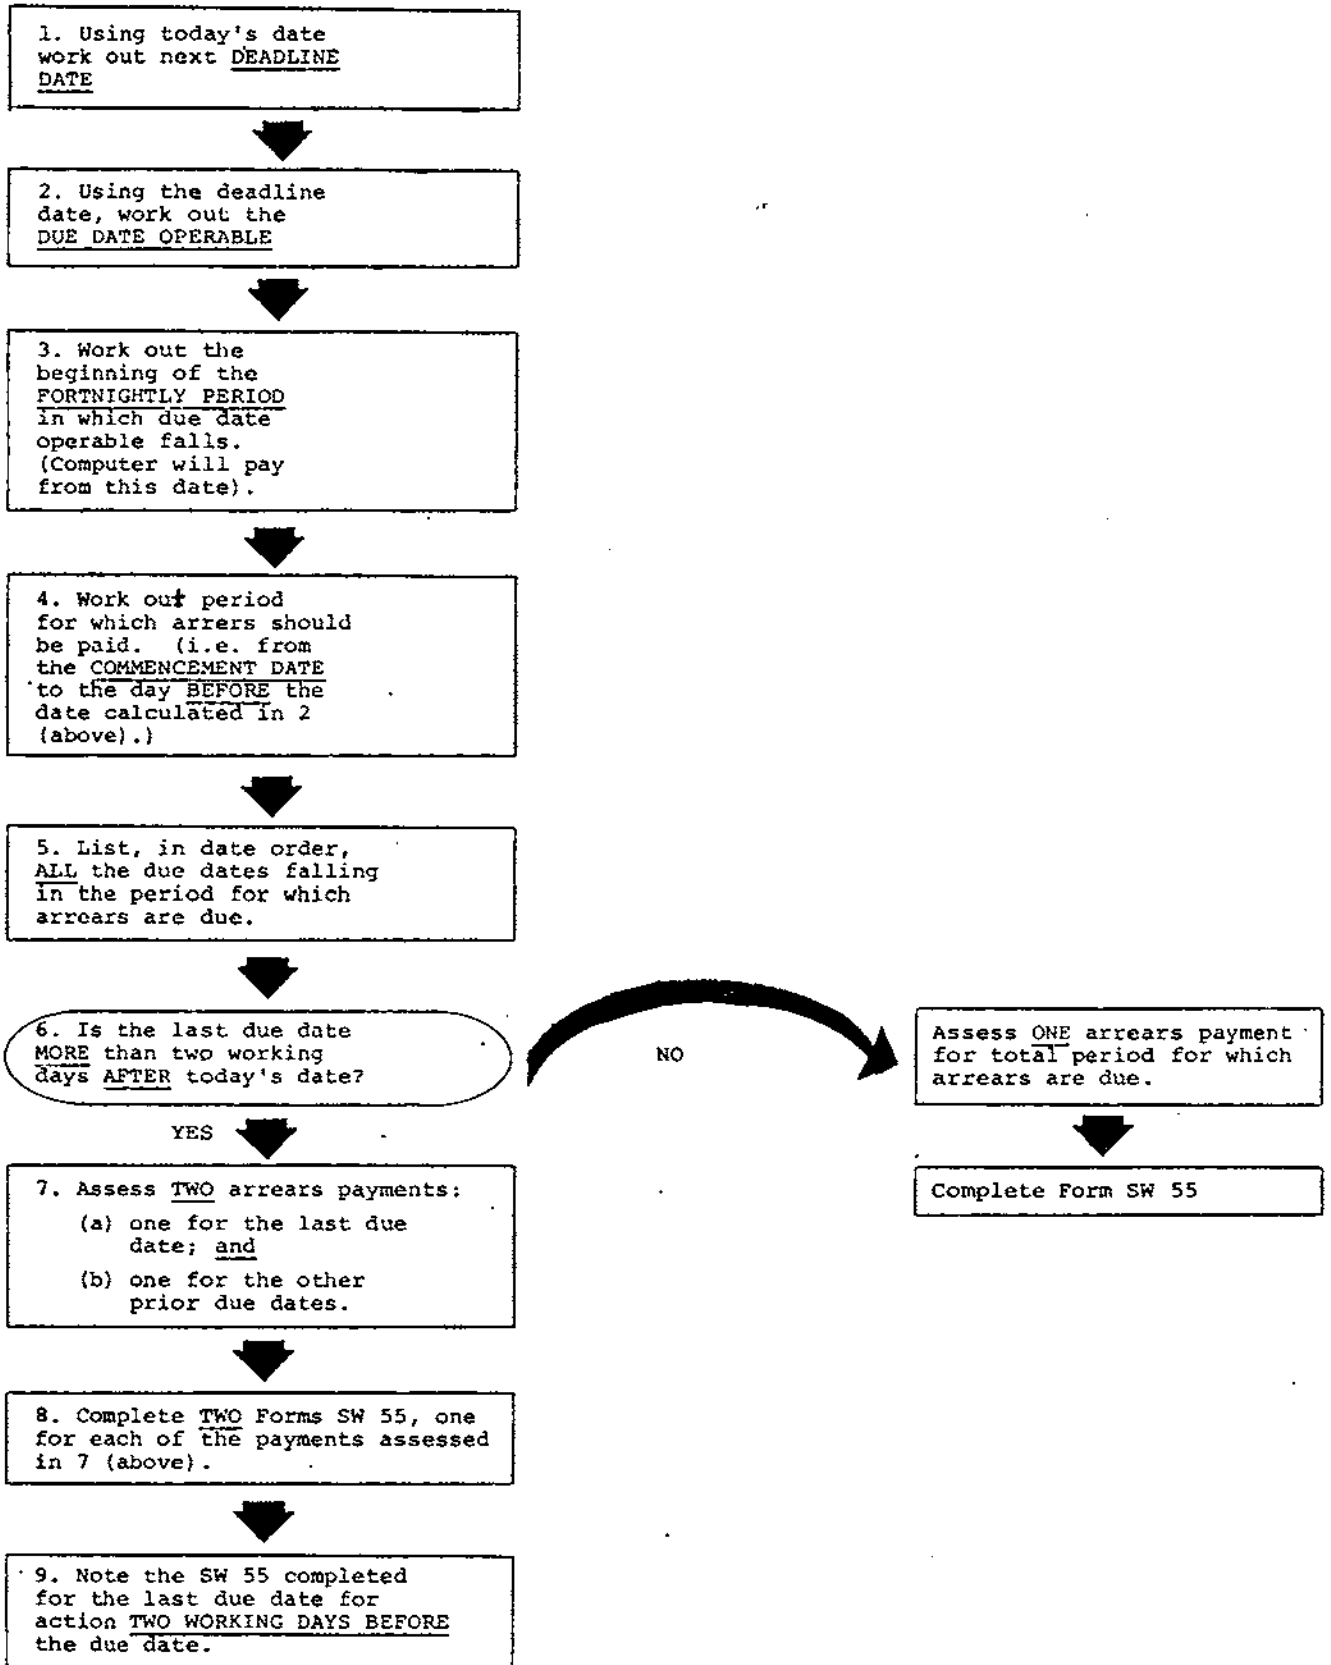 1. Using today's date
work out next DEADLINE
DATE
2. Using the deadline
date, work out the
DUE DATE OPERABLE
3. Work out the
beginning of the
FORTNIGHTLY PERIOD
in which due date
operable falls.
(Computer will pay
from this date).
4. Work out period
for which arrers should
be paid. (i.e. from
the COMMENCEMENT DATE
to the day BEFORE the
date calculated in 2
(above).)
5. List, in date order,
ALL the due dates falling
in the period for which
arrears are due.
6. Is the last due date
MORE than two working
days AFTER today's date?
NO
Assess ONE arrears payment
for total period for which
arrears are due.
Complete Form SW 55
YES
7. Assess TWO arrears payments:
(a) one for the last due
date; and
(b) one for the other
prior due dates.
8. Complete TWO Forms SW 55, one
for each of the payments assessed
in 7 (above).
9. Note the SW 55 completed
for the last due date for
action TWO WORKING DAYS BEFORE
the due date.